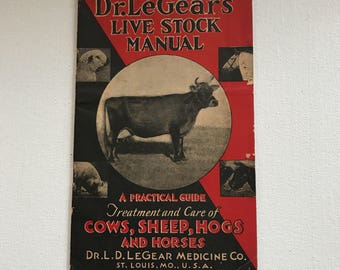 Dr. LeGears'
LIVE STOCK
MANUAL
A PRACTICAL GUIDE
Treatment and Care of
COWS, SHEEP, HOGS
AND HORSES
DR. L. D. LEGEAR MEDICINE CO.
ST. LOUIS, MO., U. S. A.